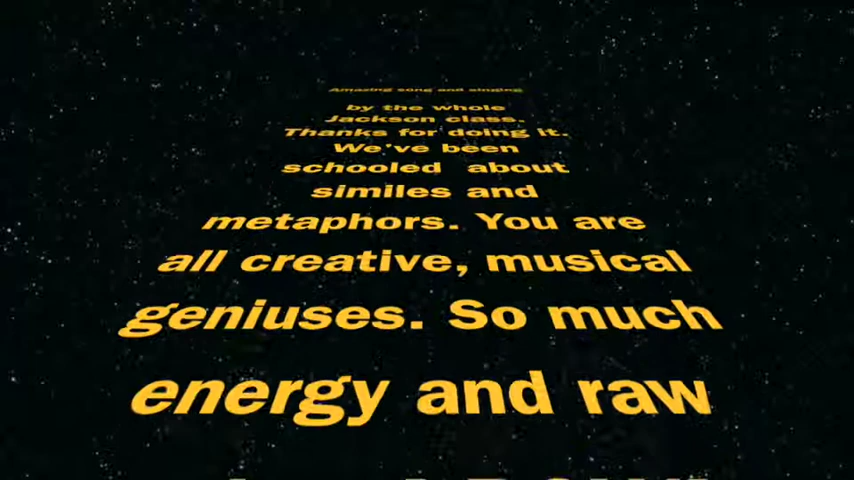 Amazing song and singing
by the whole
Jackson class.
Thanks for doing it.
We've been
schooled about
similes and
metaphors. You are
all creative, musical
geniuses. So much
energy and raw